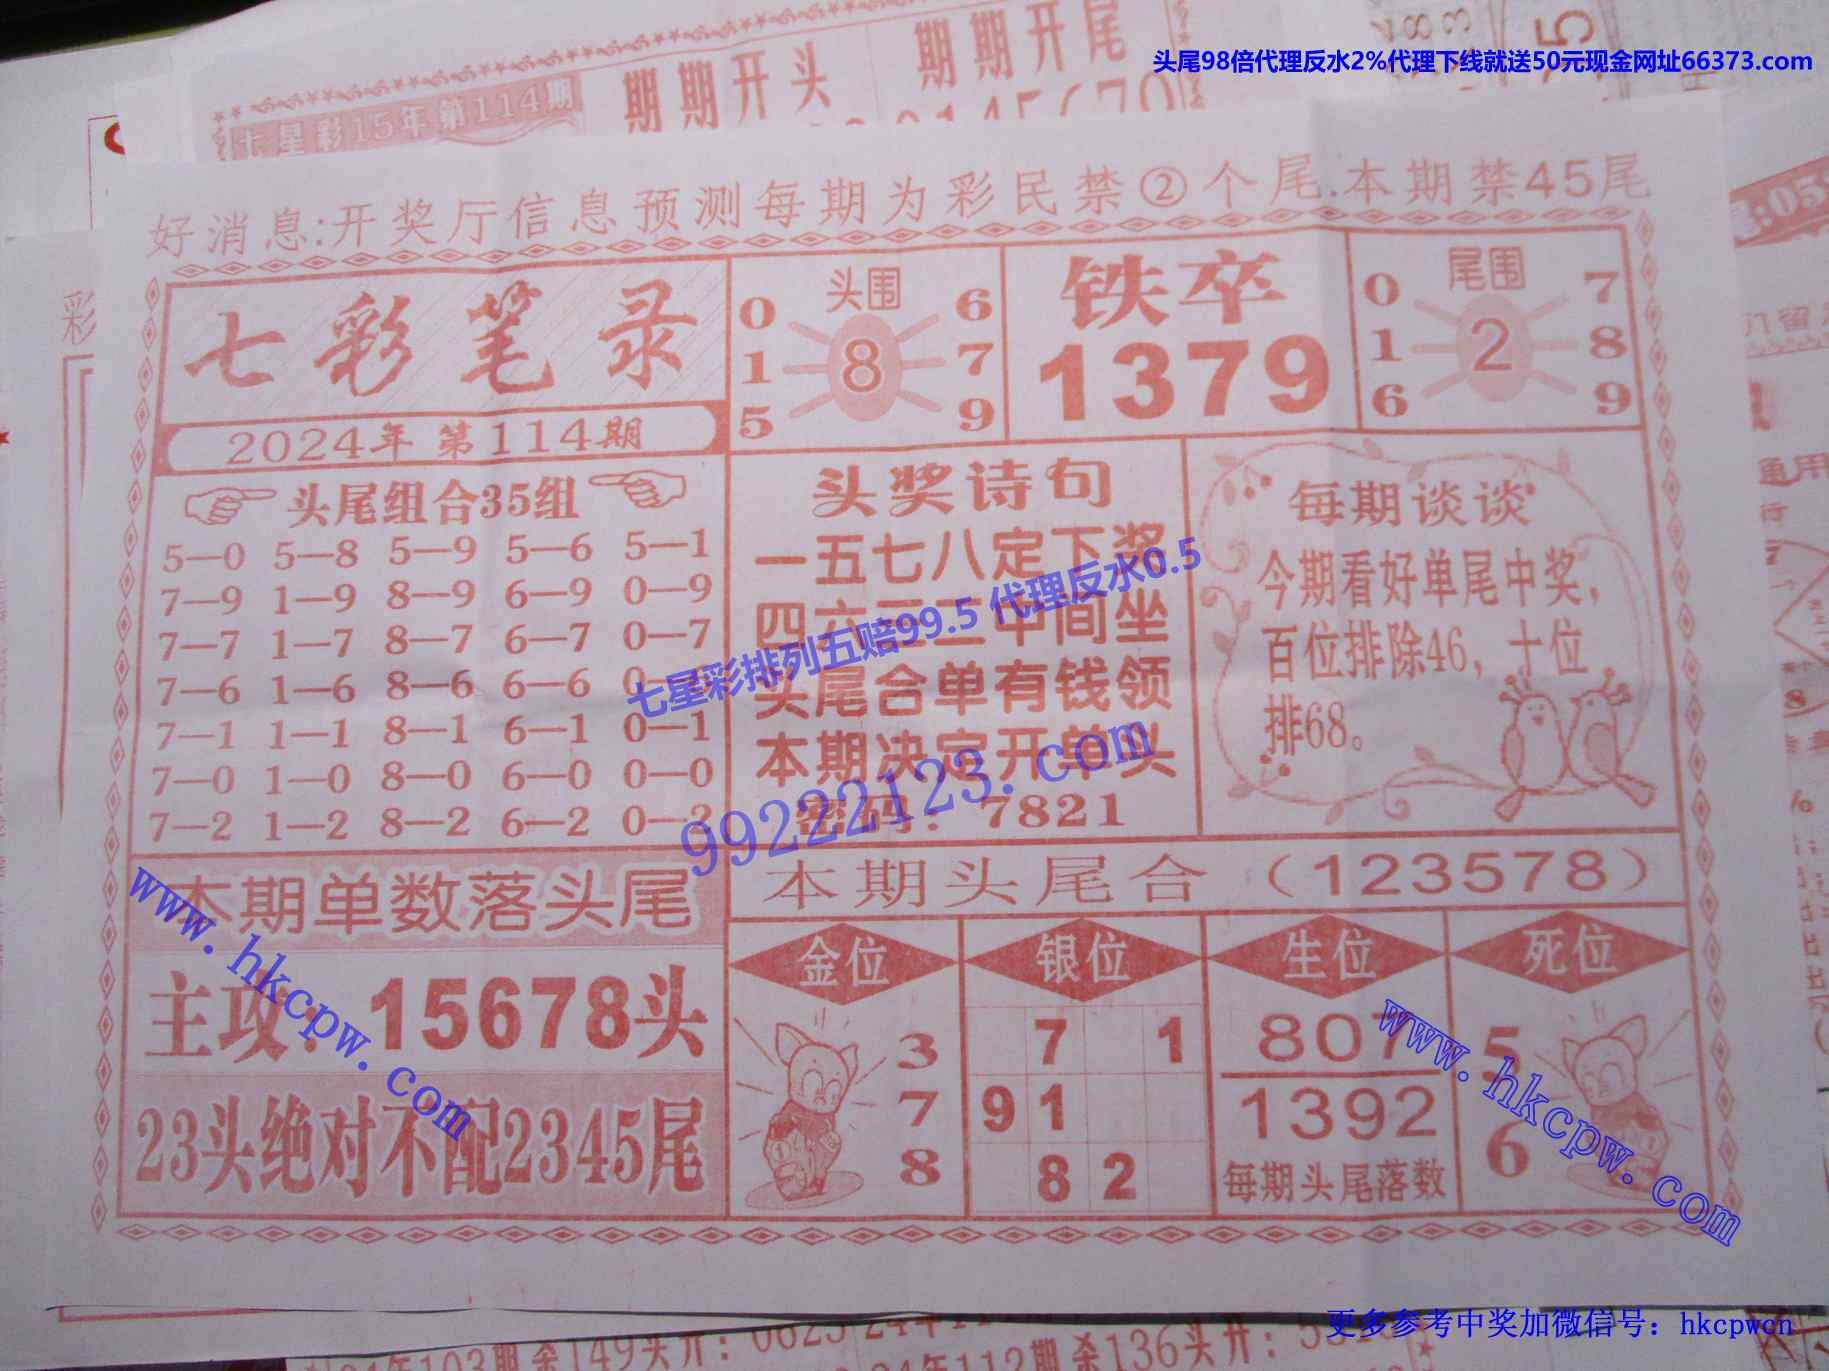 头尾98倍代理反水2%代理下线就送50元现金网址66373.com
期期开头
期期开尾
七星彩15年第114期
好消息:开奖厅信息预测每期为彩民禁②个尾.本期禁45尾
七彩笔录
2024年 第114期
头围
0 6
1 8 7
5 9
铁卒
1379
尾围
0 7
1 2 8
6 9
头尾组合35组
5—0 5—8 5—9 5—6 5—1
7—9 1—9 8—9 6—9 0—9
7—7 1—7 8—7 6—7 0—7
7—6 1—6 8—6 6—6 0
7—1 1—1 8—1 6—1 0—1
7—0 1—0 8—0 6—0 0—0
7—2 1—2 8—2 6—2 0—2
头奖诗句
一五七八定下奖
四六三二中间坐
头尾合单有钱领
本期决定开单头
密码: 7821
每期谈谈
今期看好单尾中奖,
百位排除46, 十位
排68。
七星彩排列五赔99.5 代理反水0.5
99222123.com
本期头尾合 (123578)
本期单数落头尾
主攻: 15678头
23头绝对不配2345尾
金位
3
7
8
银位
7 1
91
82
生位
807
1392
每期头尾落数
死位
5
6
www.hkcpw.com
www.hkcpw.com
更多参考中奖加微信号: hkcpwcn